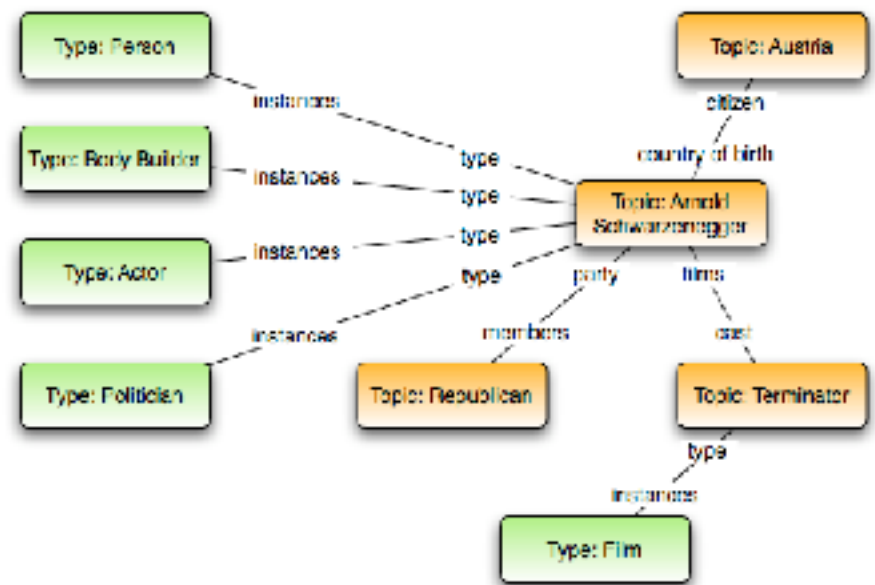 Type: Person
Topic: Austria
instances
citizen
type
country of birth
Type: Body Builder
instances
type
Topic: Arnold
Schwarzenegger
Type: Actor
instances
type
type
party
films
instances
members
cast
Type: Politician
Topic: Republican
Topic: Terminator
type
instances
Type: Film